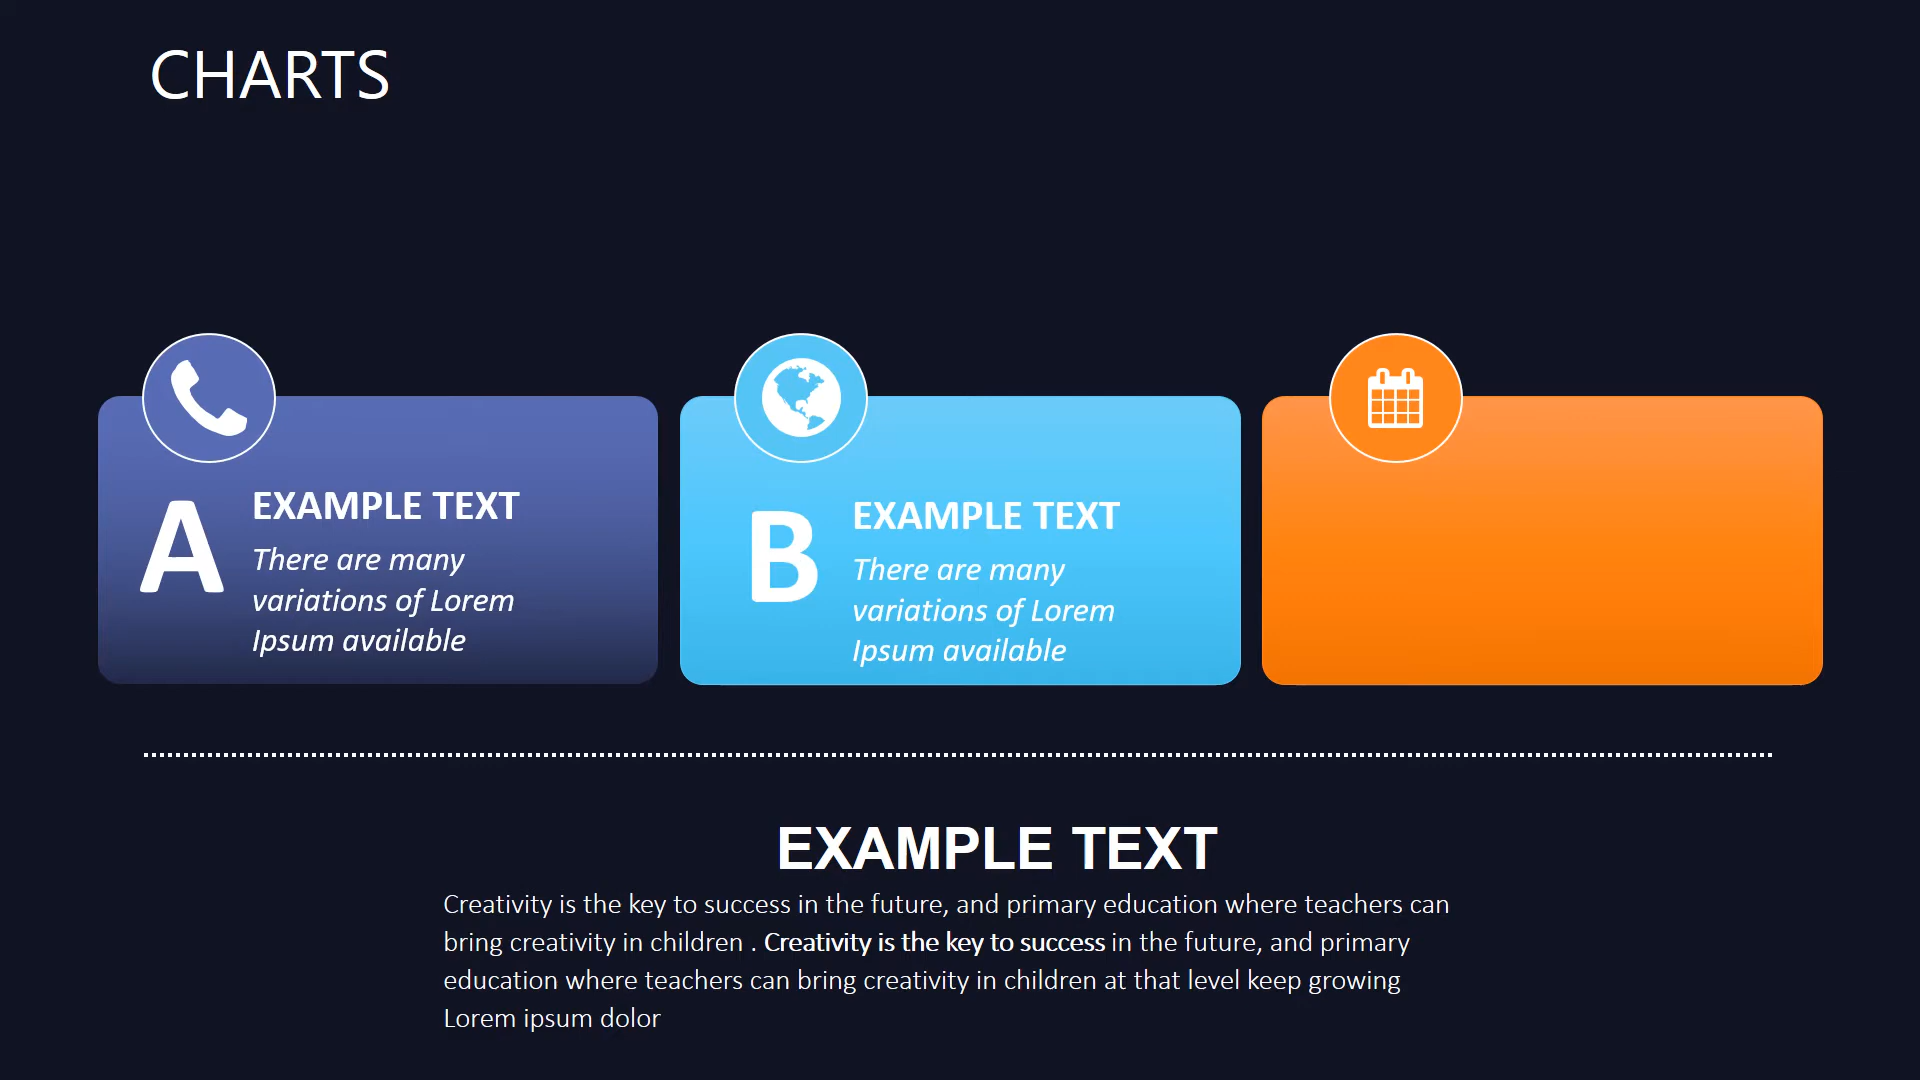 CHARTS
A
EXAMPLE TEXT
There are many
variations of Lorem
Ipsum available
B
EXAMPLE TEXT
There are many
variations of Lorem
Ipsum available
EXAMPLE TEXT
Creativity is the key to success in the future, and primary education where teachers can
bring creativity in children . Creativity is the key to success in the future, and primary
education where teachers can bring creativity in children at that level keep growing
Lorem ipsum dolor